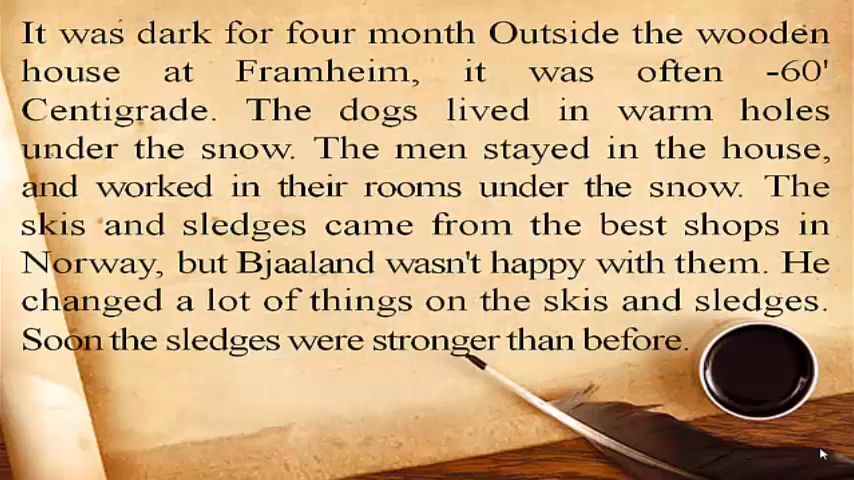 It was dark for four month Outside the wooden
house at Framheim, it was often -60'
Centigrade. The dogs lived in warm holes
under the snow. The men stayed in the house,
and worked in their rooms under the snow. The
skis and sledges came from the best shops in
Norway, but Bjaaland wasn't happy with them. He
changed a lot of things on the skis and sledges.
Soon the sledges were stronger than before.